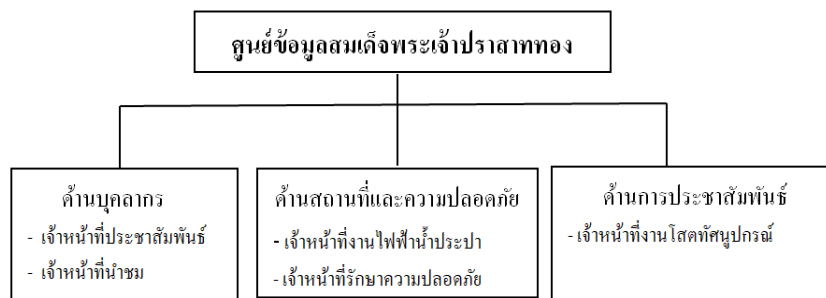 ศูนย์ข้อมูลสมเด็จพระเจ้าปราสาททอง
ด้านบุคลากร
- เจ้าหน้าที่ประชาสัมพันธ์
- เจ้าหน้าที่นำชม
ด้านสถานที่และความปลอดภัย
- เจ้าหน้าที่งานไฟฟ้าน้ำประปา
- เจ้าหน้าที่รักษาความปลอดภัย
ด้านการประชาสัมพันธ์
- เจ้าหน้าที่งานโสตทัศนูปกรณ์